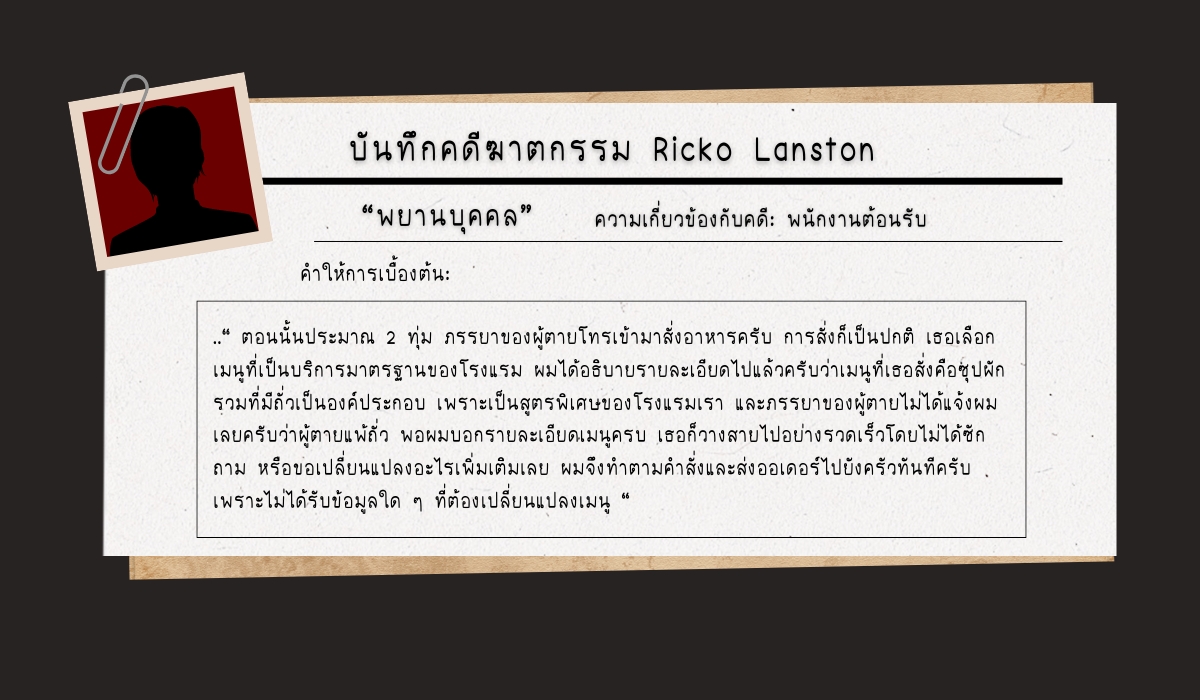 บันทึกคดีฆาตกรรม Ricko Lanston
“พยานบุคคล” ความเกี่ยวข้องกับคดี: พนักงานต้อนรับ
คำให้การเบื้องต้น:
..“ ตอนนั้นประมาณ 2 ทุ่ม ภรรยาของผู้ตายโทรเข้ามาสั่งอาหารครับ การสั่งก็เป็นปกติ เธอเลือก
เมนูที่เป็นบริการมาตรฐานของโรงแรม ผมได้อธิบายรายละเอียดไปแล้วครับว่าเมนูที่เธอสั่งคือซุปผัก
รวมที่มีถั่วเป็นองค์ประกอบ เพราะเป็นสูตรพิเศษของโรงแรมเรา และภรรยาของผู้ตายไม่ได้แจ้งผม
เลยครับว่าผู้ตายแพ้ถั่ว พอผมบอกรายละเอียดเมนูครบ เธอก็วางสายไปอย่างรวดเร็วโดยไม่ได้ซัก
ถาม หรือขอเปลี่ยนแปลงอะไรเพิ่มเติมเลย ผมจึงทำตามคำสั่งและส่งออเดอร์ไปยังครัวทันทีครับ
เพราะไม่ได้รับข้อมูลใด ๆ ที่ต้องเปลี่ยนแปลงเมนู “